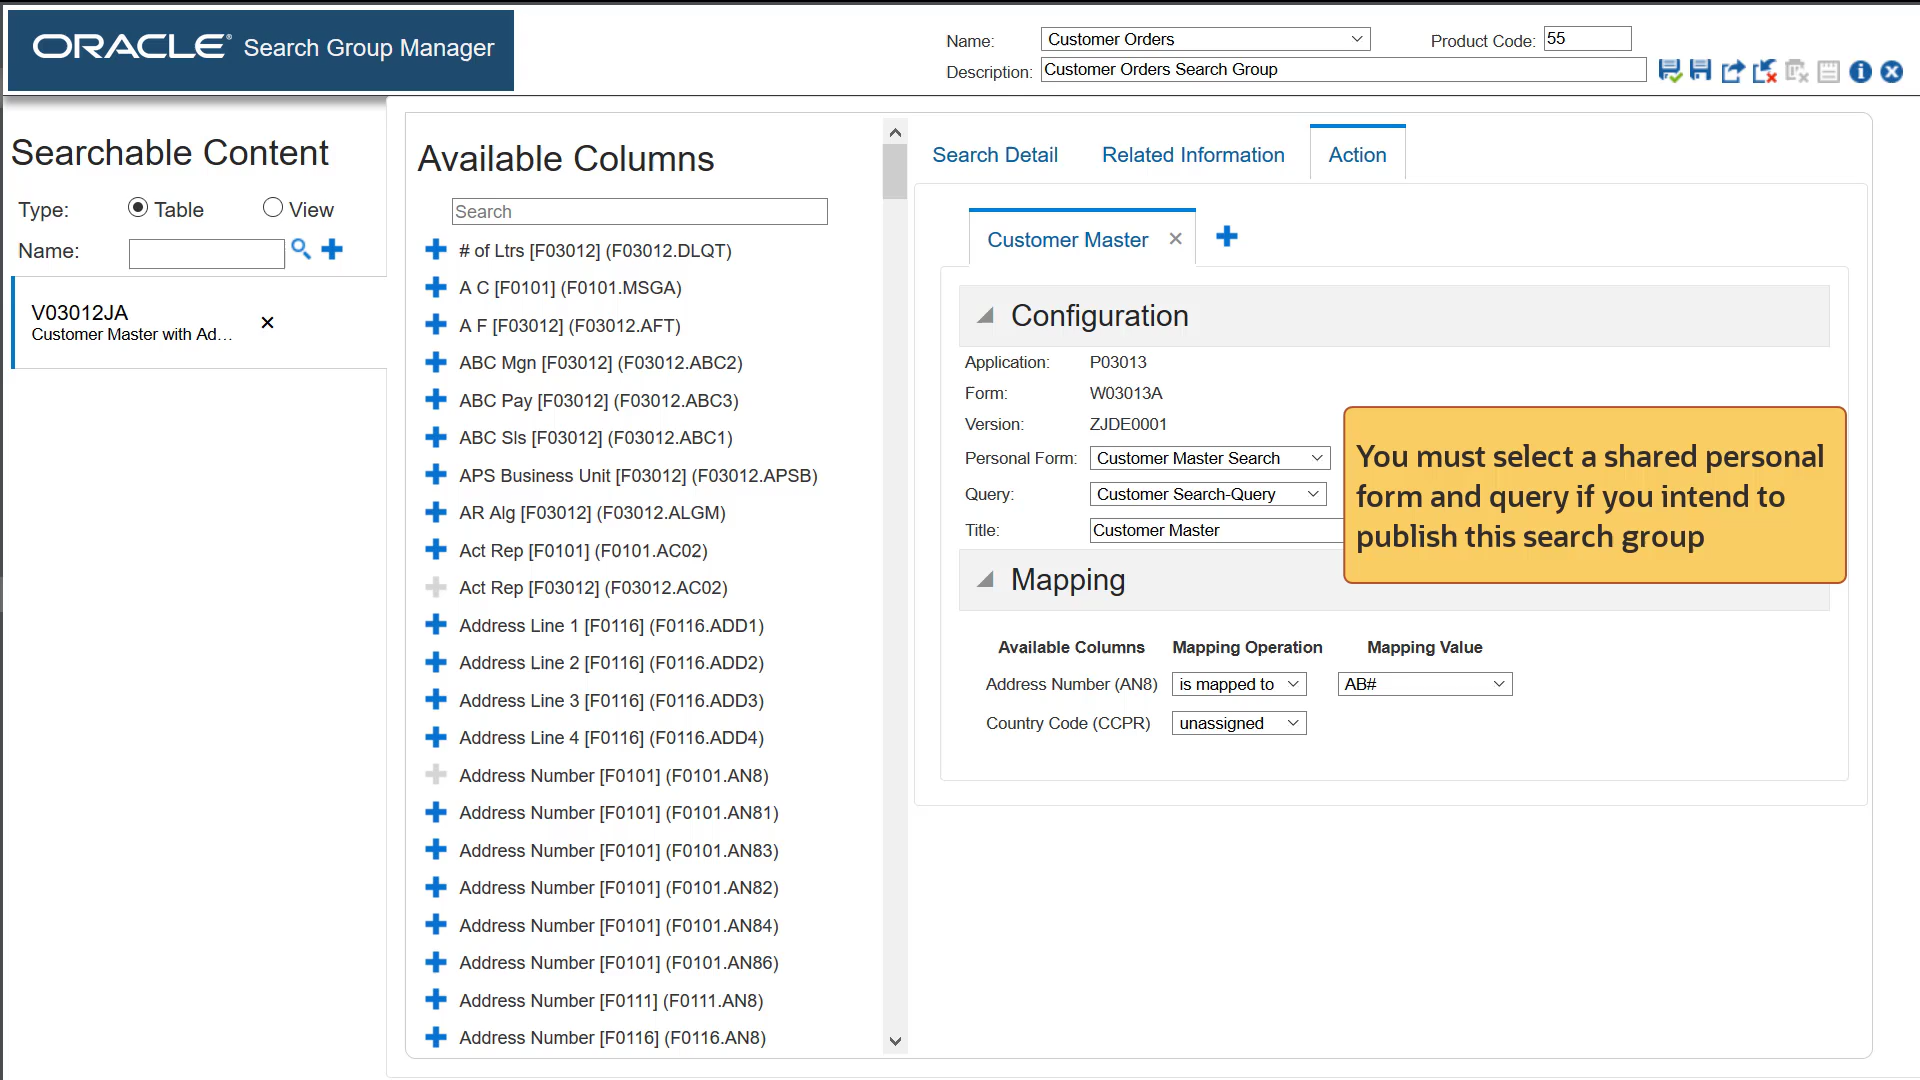 ORACLE® Search Group Manager
Name: Customer Orders
Product Code: 55
Description: Customer Orders Search Group
Searchable Content
Type: Table View
Name:
V03012JA
Customer Master with Ad...
Available Columns
Search
# of Ltrs [F03012] (F03012.DLQT)
A C [F0101] (F0101.MSGA)
A F [F03012] (F03012.AFT)
ABC Mgn [F03012] (F03012.ABC2)
ABC Pay [F03012] (F03012.ABC3)
ABC Sls [F03012] (F03012.ABC1)
APS Business Unit [F03012] (F03012.APSB)
AR Alg [F03012] (F03012.ALGM)
Act Rep [F0101] (F0101.AC02)
Act Rep [F03012] (F03012.AC02)
Address Line 1 [F0116] (F0116.ADD1)
Address Line 2 [F0116] (F0116.ADD2)
Address Line 3 [F0116] (F0116.ADD3)
Address Line 4 [F0116] (F0116.ADD4)
Address Number [F0101] (F0101.AN8)
Address Number [F0101] (F0101.AN81)
Address Number [F0101] (F0101.AN83)
Address Number [F0101] (F0101.AN82)
Address Number [F0101] (F0101.AN84)
Address Number [F0101] (F0101.AN86)
Address Number [F0111] (F0111.AN8)
Address Number [F0116] (F0116.AN8)
Search Detail Related Information Action
Customer Master
Configuration
Application: P03013
Form: W03013A
Version: ZJDE0001
Personal Form: Customer Master Search
Query: Customer Search-Query
Title: Customer Master
You must select a shared personal
form and query if you intend to
publish this search group
Mapping
Available Columns Mapping Operation Mapping Value
Address Number (AN8) is mapped to AB#
Country Code (CCPR) unassigned